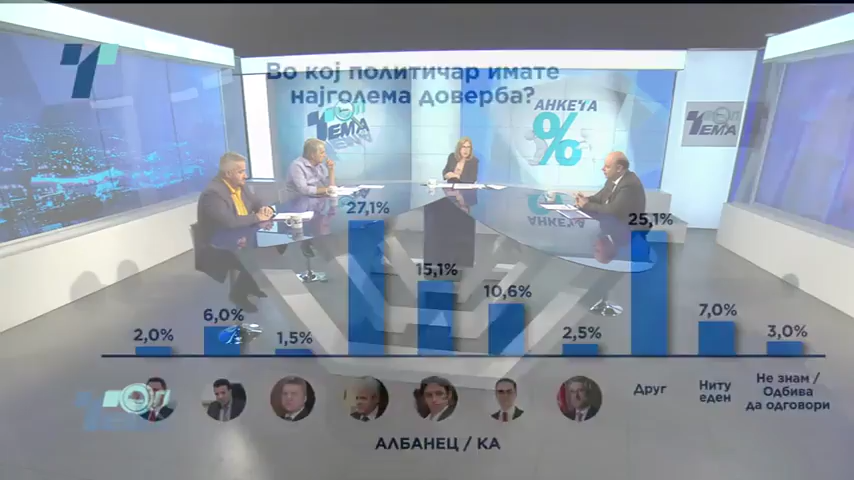 Во кој политичар имате
најголема доверба?
ТЕМА
АНКЕТА
%
ТЕМА
27,1%
25,1%
15,1%
10,6%
6,0%
7,0%
2,0%
1,5%
2,5%
3,0%
Друг
Ниту
еден
Не знам /
Одбива
да одговори
АЛБАНЕЦ / КА